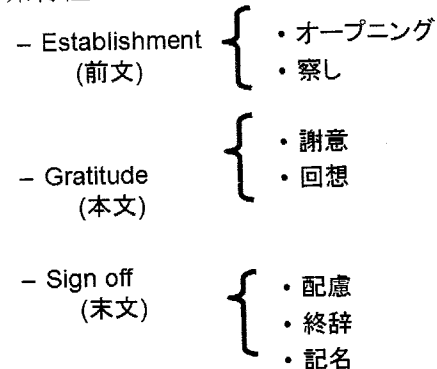 – Establishment
(前文)
・オープニング
・察し
– Gratitude
(本文)
・謝意
・回想
– Sign off
(末文)
・配慮
・終辞
・記名